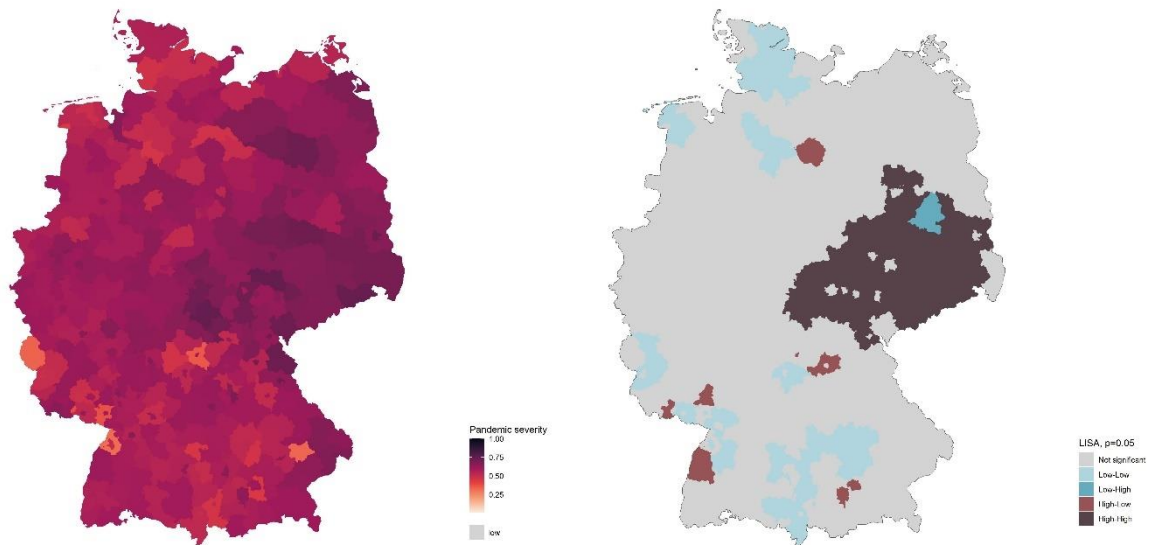 Pandemic severity
1.00
0.75
0.50
0.25
low
LISA, p=0.05
Not significant
Low-Low
Low-High
High-Low
High-High